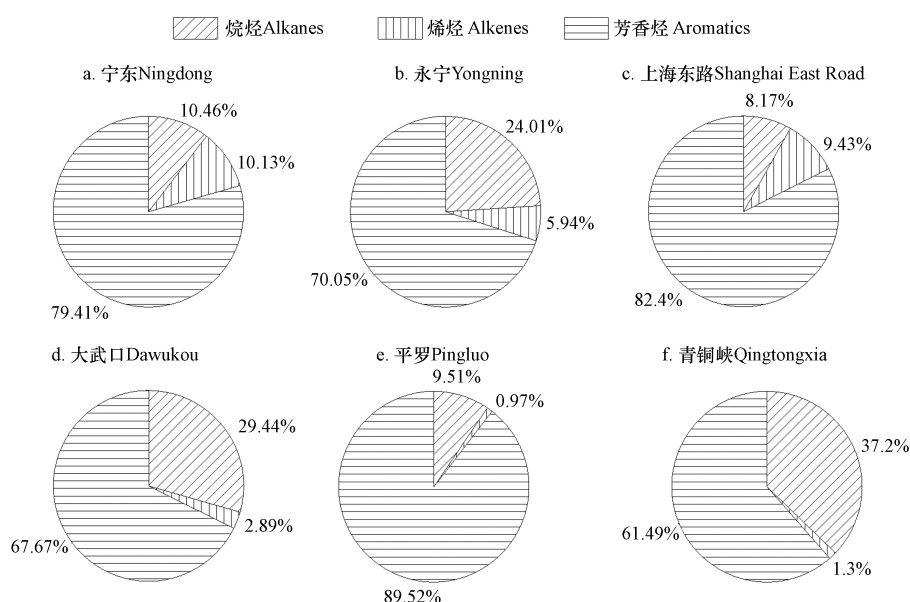 烷烃Alkanes 烯烃 Alkenes 芳香烃 Aromatics
a. 宁东Ningdong
10.46%
10.13%
79.41%
b. 永宁Yongning
24.01%
5.94%
70.05%
c. 上海东路Shanghai East Road
8.17%
9.43%
82.4%
d. 大武口Dawukou
29.44%
2.89%
67.67%
e. 平罗Pingluo
9.51%
0.97%
89.52%
f. 青铜峡Qingtongxia
37.2%
1.3%
61.49%